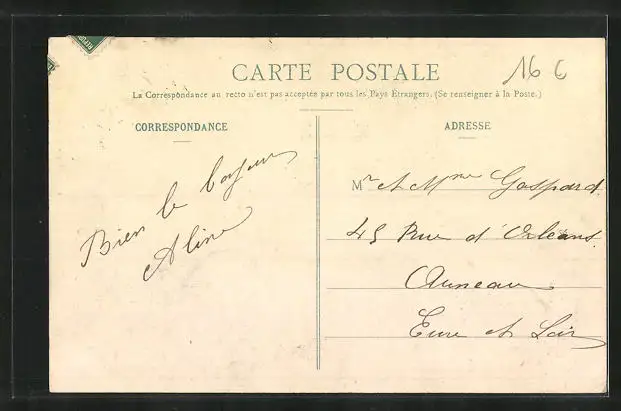 CARTE POSTALE
16 C
La Correspondance au recto n'est pas acceptée par tous les Pays Étrangers. (Se renseigner à la Poste.)
CORRESPONDANCE
Bien le bonjour
Aline
ADRESSE
Mr et Mme Gaspard
45 Rue d'Orléans
Auneau
Eure et Loir